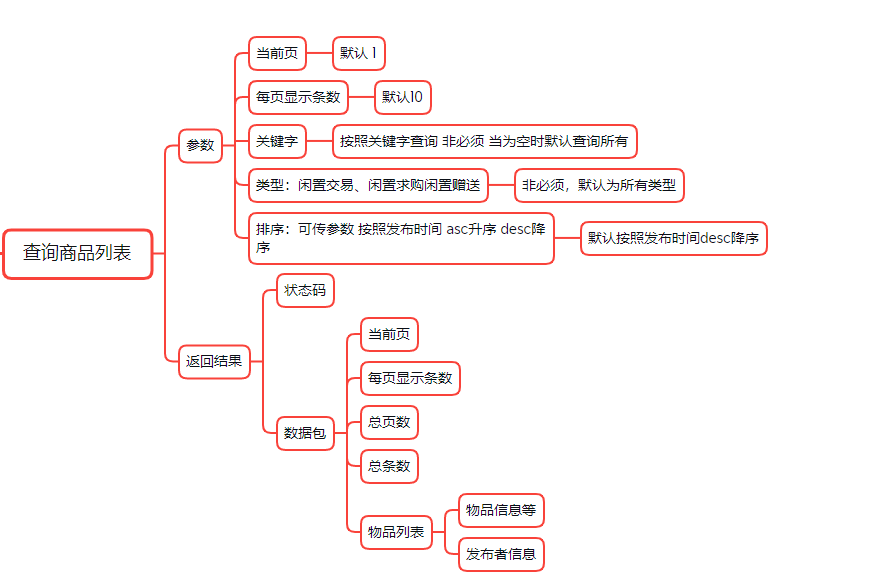 查询商品列表
参数
当前页
默认 1
每页显示条数
默认10
关键字
按照关键字查询 非必须 当为空时默认查询所有
类型：闲置交易、闲置求购闲置赠送
非必须，默认为所有类型
排序：可传参数 按照发布时间 asc升序 desc降
序
默认按照发布时间desc降序
返回结果
状态码
数据包
当前页
每页显示条数
总页数
总条数
物品列表
物品信息等
发布者信息